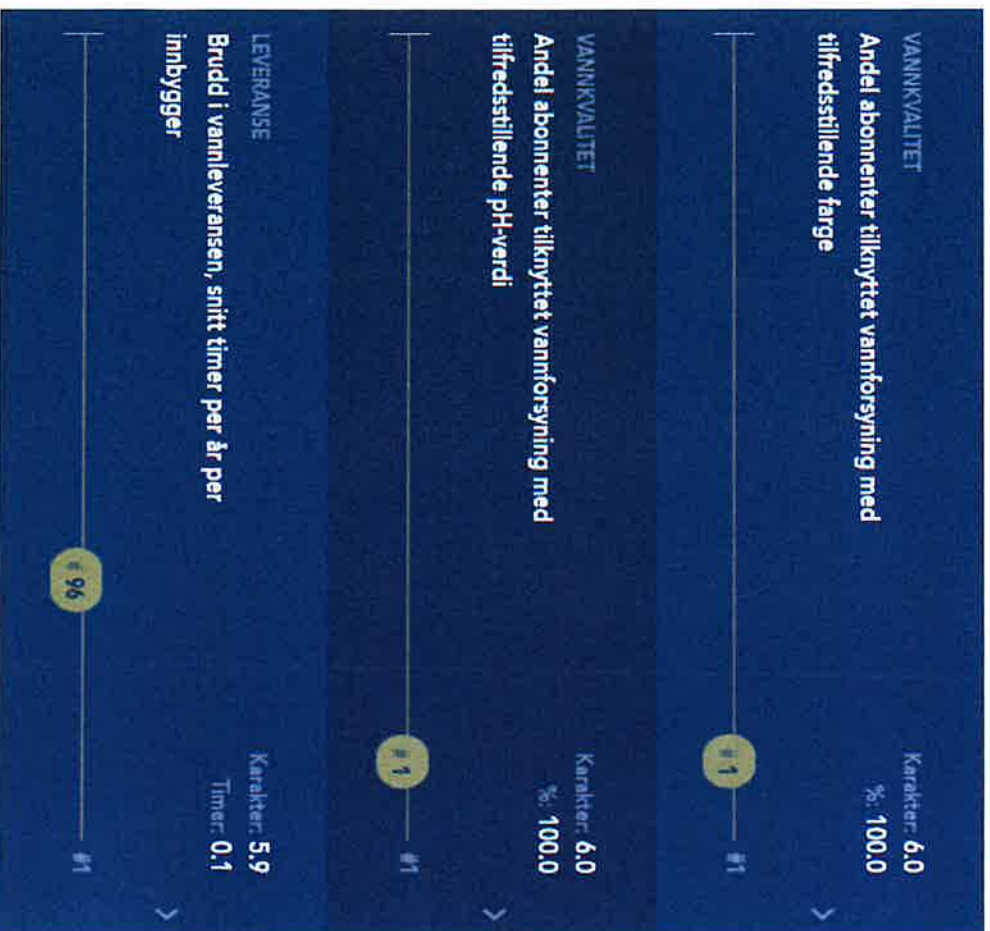 VANNKVALITET
Karakter: 6.0
Andel abonnenter tilknyttet vannforsyning med
%: 100.0
tilfredsstillende farge
# 1
#1
VANNKVALITET
Karakter: 6.0
Andel abonnenter tilknyttet vannforsyning med
%: 100.0
tilfredsstillende pH-verdi
# 1
#1
LEVERANSE
Karakter: 5.9
Brudd i vannleveransen, snitt timer per år per
Timer: 0.1
innbygger
# 96
#1